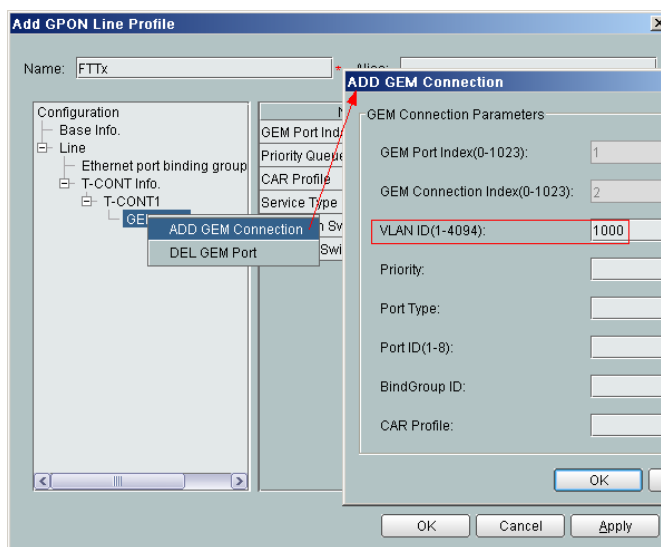 Add GPON Line Profile
Name: FTTx *
Configuration
Base Info.
Line
Ethernet port binding group
T-CONT Info.
T-CONT1
ADD GEM Connection
DEL GEM Port
GEM Port
Priority Queue
CAR Profile
Service Type
ADD GEM Connection
GEM Connection Parameters
GEM Port Index(0-1023): 1
GEM Connection Index(0-1023): 2
VLAN ID(1-4094): 1000
Priority:
Port Type:
Port ID(1-8):
BindGroup ID:
CAR Profile:
OK
OK
Cancel
Apply